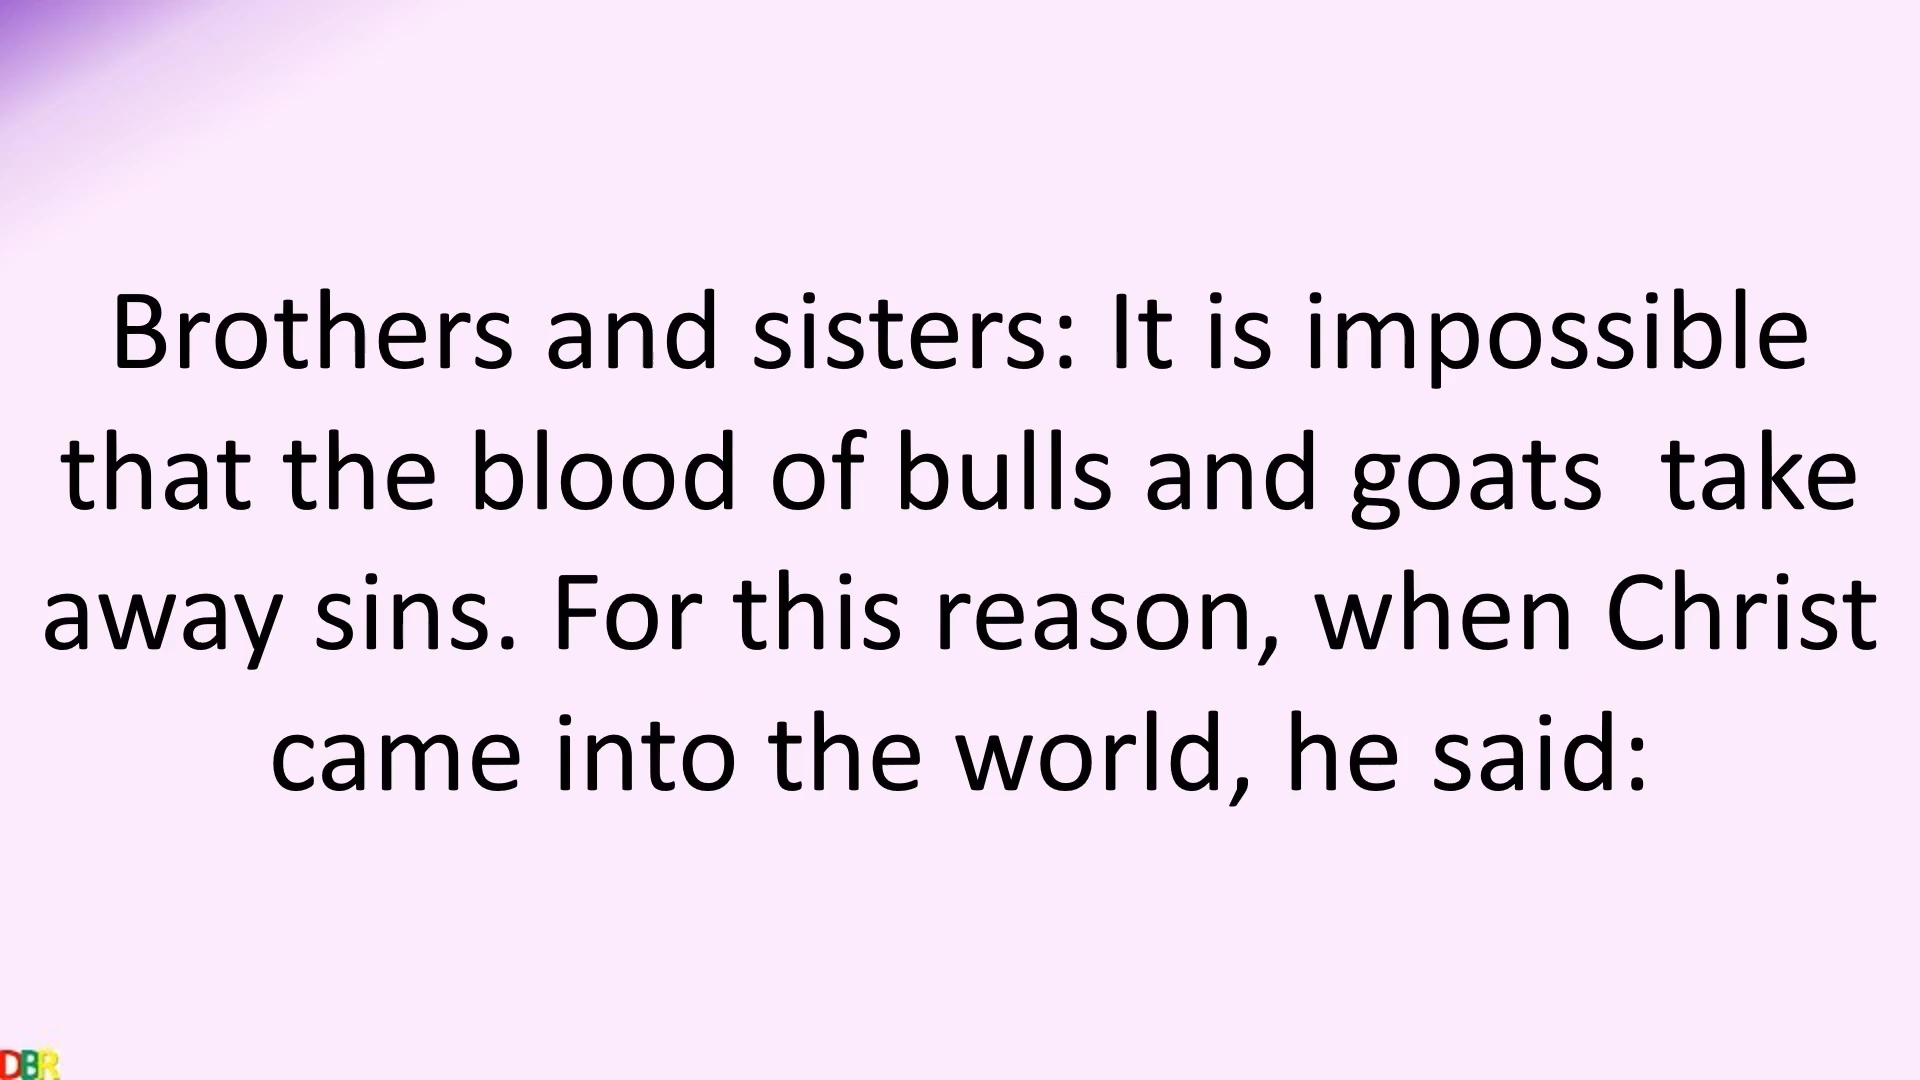 Brothers and sisters: It is impossible
that the blood of bulls and goats  take
away sins. For this reason, when Christ
came into the world, he said:
DBR